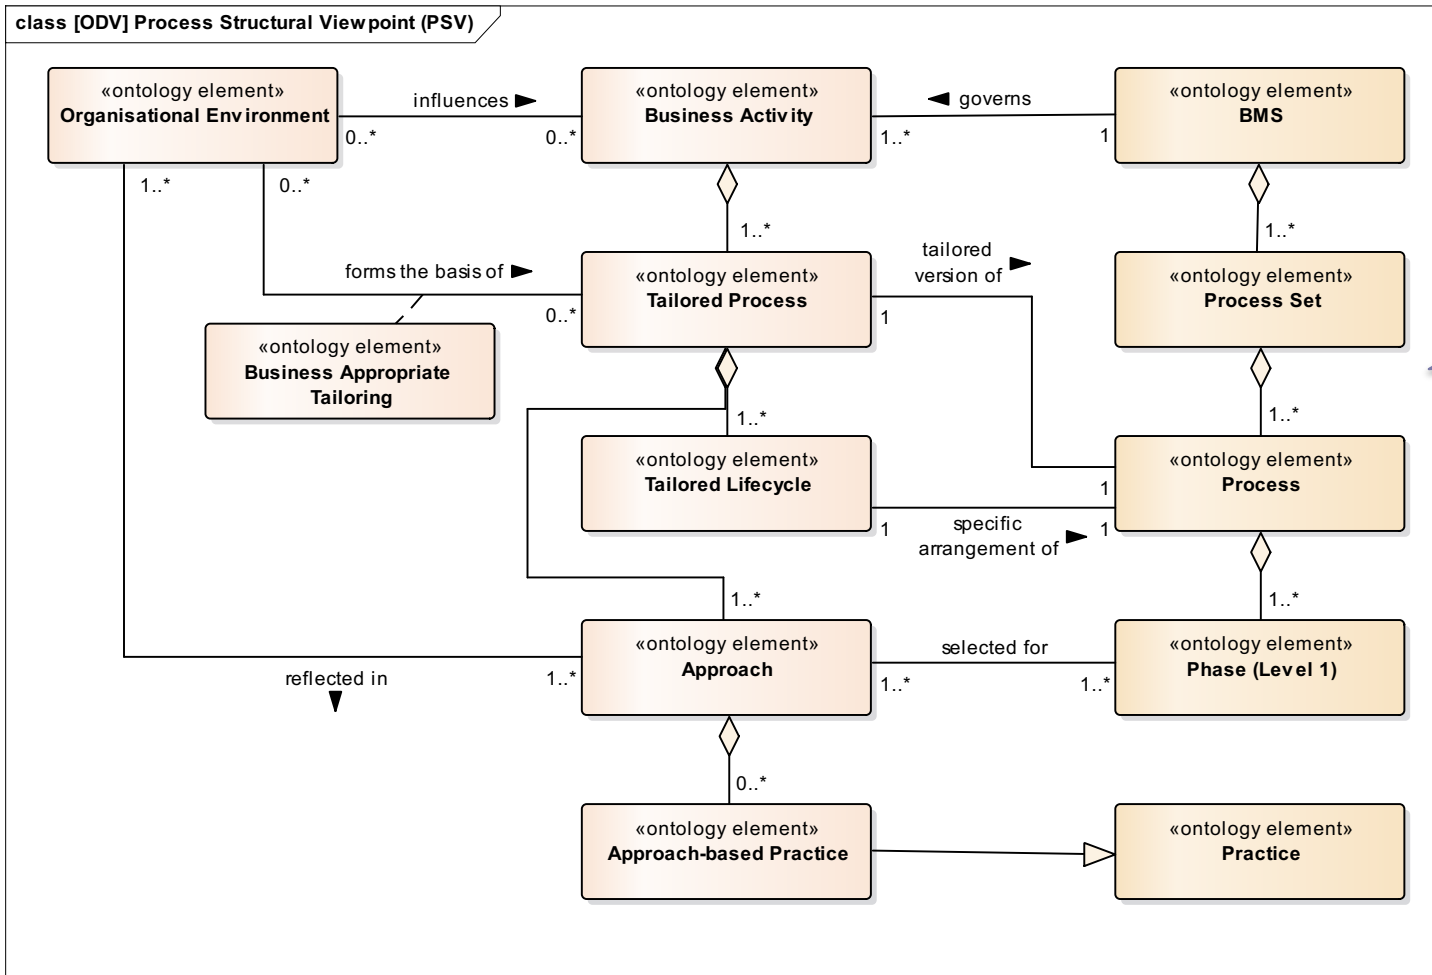 class [ODV] Process Structural Viewpoint (PSV)
«ontology element»
Organisational Environment
influences
0..*
0..*
«ontology element»
Business Activity
governs
1..*
1
«ontology element»
BMS
1..*
0..*
1..*
1..*
forms the basis of
0..*
«ontology element»
Tailored Process
tailored
version of
1
1
«ontology element»
Process Set
«ontology element»
Business Appropriate
Tailoring
1..*
1..*
«ontology element»
Tailored Lifecycle
1
specific
arrangement of
1
«ontology element»
Process
1..*
1..*
reflected in
1..*
«ontology element»
Approach
selected for
1..*
1..*
«ontology element»
Phase (Level 1)
0..*
«ontology element»
Approach-based Practice
«ontology element»
Practice